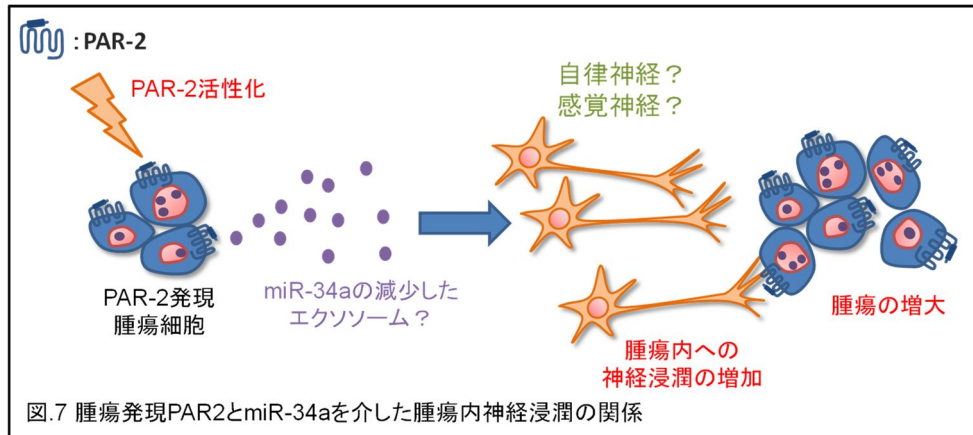 : PAR-2
PAR-2活性化
自律神経？
感覚神経？
PAR-2発現
腫瘍細胞
miR-34aの減少した
エクソソーム？
腫瘍内への
神経浸潤の増加
腫瘍の増大
図.7 腫瘍発現PAR2とmiR-34aを介した腫瘍内神経浸潤の関係